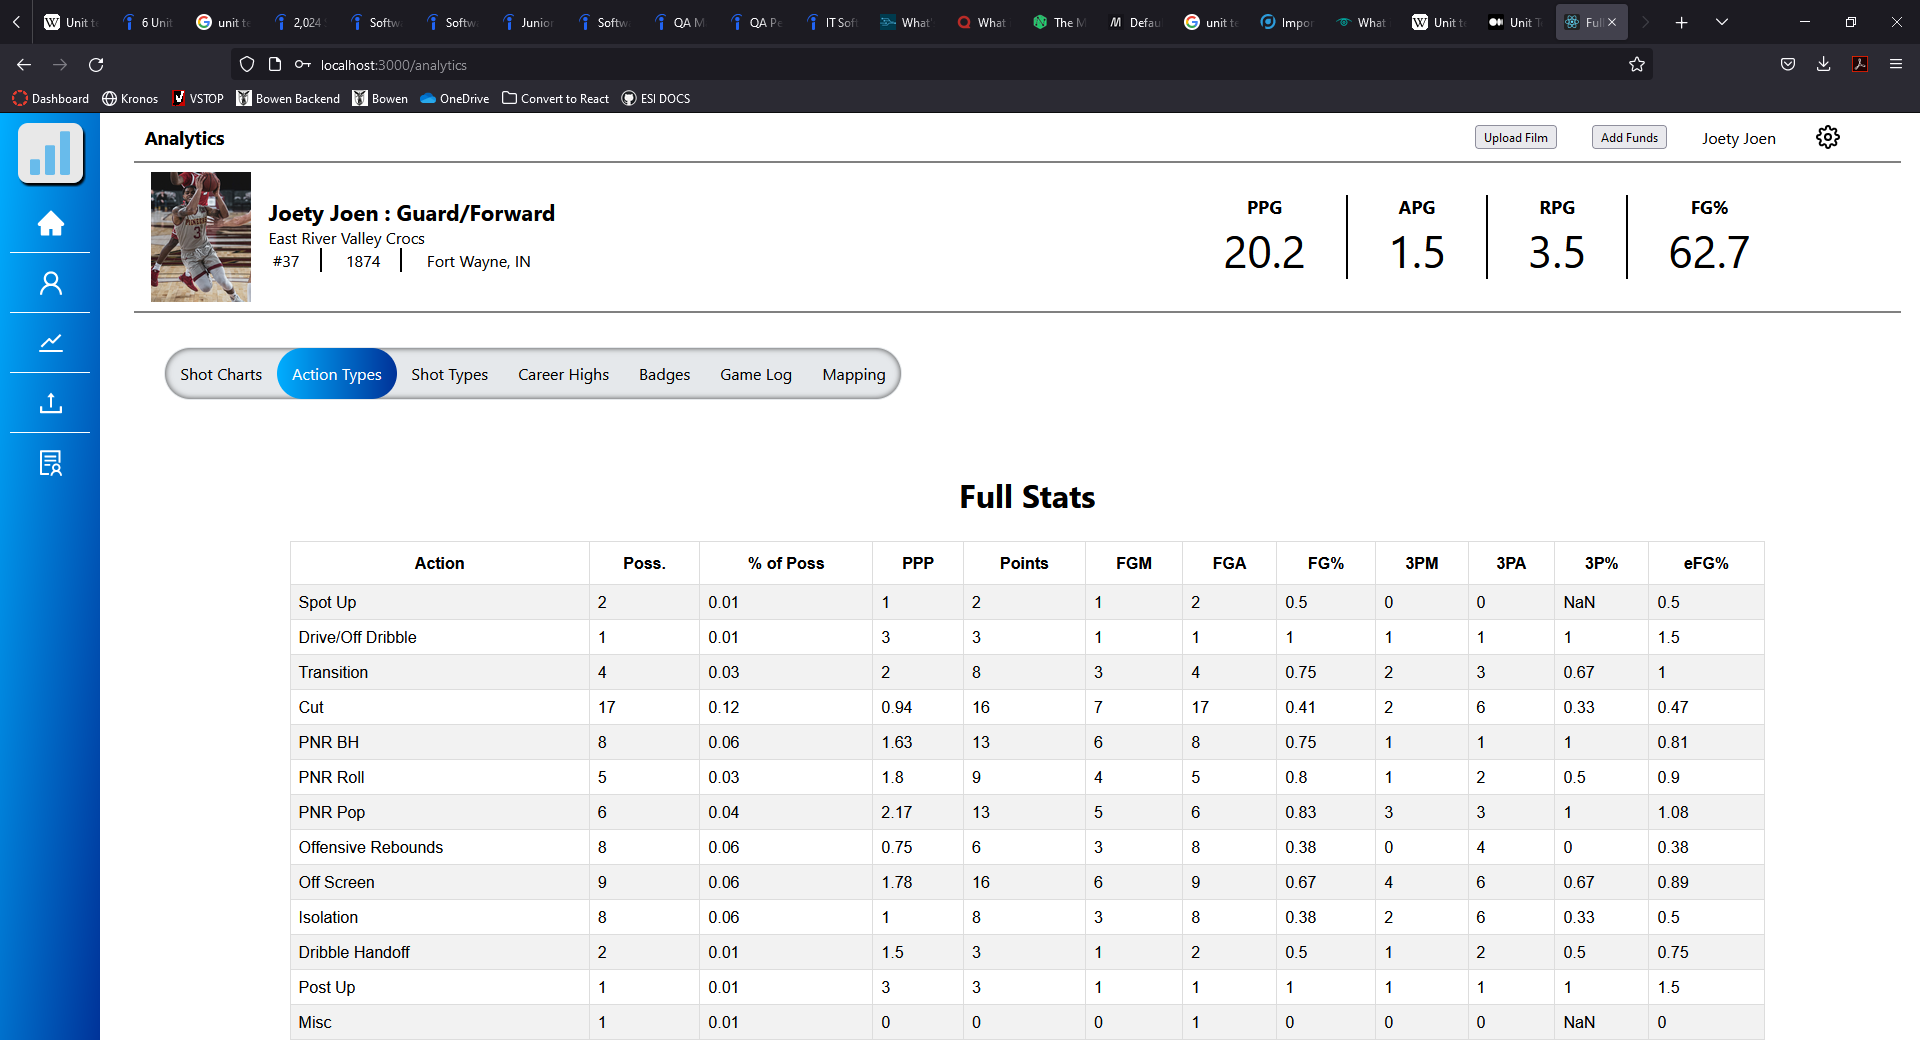 Unit te
6 Unit
unit te
2,024
Softw
Softw
Junior
Softw
QA M
QA Pe
IT Soft
What'
What
The M
Defau
unit te
Impor
What
Unit te
Unit T
Full
localhost:3000/analytics
Dashboard Kronos VSTOP Bowen Backend Bowen OneDrive Convert to React ESI DOCS
Analytics Upload Film Add Funds Joety Joen
Joety Joen : Guard/Forward
East River Valley Crocs
#37 1874 Fort Wayne, IN
PPG APG RPG FG%
20.2 1.5 3.5 62.7
Shot Charts Action Types Shot Types Career Highs Badges Game Log Mapping
Full Stats
Action Poss. % of Poss PPP Points FGM FGA FG% 3PM 3PA 3P% eFG%
Spot Up 2 0.01 1 2 1 2 0.5 0 0 NaN 0.5
Drive/Off Dribble 1 0.01 3 3 1 1 1 1 1 1 1.5
Transition 4 0.03 2 8 3 4 0.75 2 3 0.67 1
Cut 17 0.12 0.94 16 7 17 0.41 2 6 0.33 0.47
PNR BH 8 0.06 1.63 13 6 8 0.75 1 1 1 0.81
PNR Roll 5 0.03 1.8 9 4 5 0.8 1 2 0.5 0.9
PNR Pop 6 0.04 2.17 13 5 6 0.83 3 3 1 1.08
Offensive Rebounds 8 0.06 0.75 6 3 8 0.38 0 4 0 0.38
Off Screen 9 0.06 1.78 16 6 9 0.67 4 6 0.67 0.89
Isolation 8 0.06 1 8 3 8 0.38 2 6 0.33 0.5
Dribble Handoff 2 0.01 1.5 3 1 2 0.5 1 2 0.5 0.75
Post Up 1 0.01 3 3 1 1 1 1 1 1 1.5
Misc 1 0.01 0 0 0 1 0 0 0 NaN 0